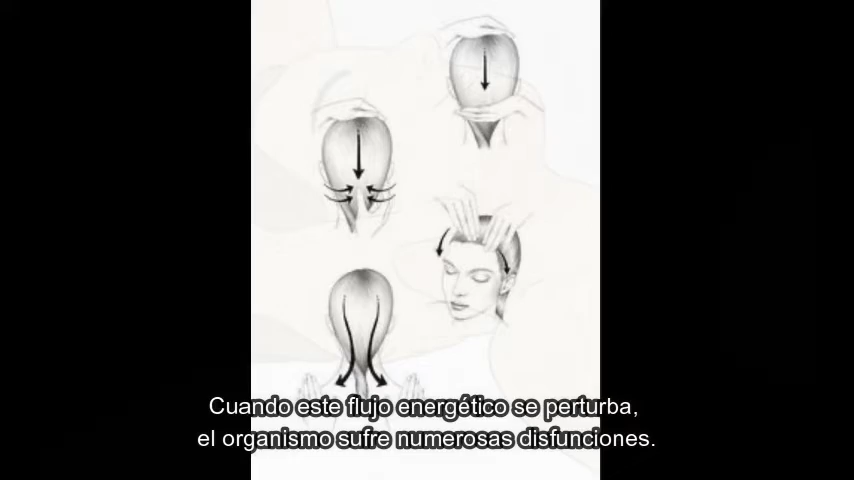 Cuando este flujo energético se perturba,
el organismo sufre numerosas disfunciones.